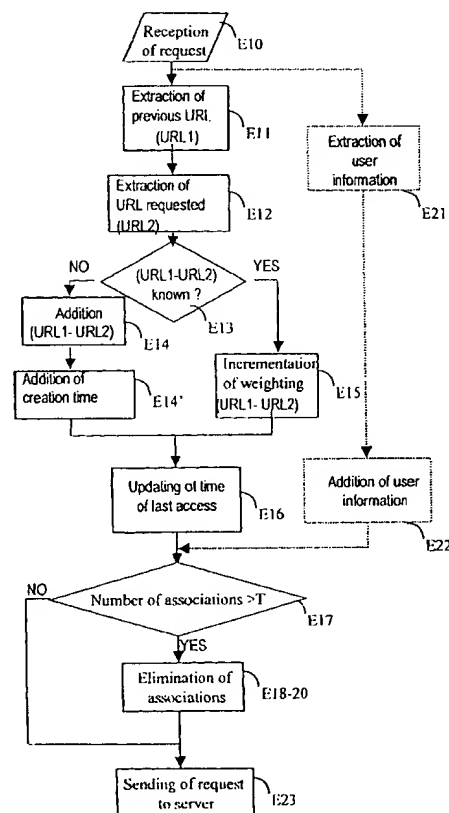 Reception
of request
E10
Extraction of
previous URL
(URL1)
E11
Extraction of
URL requested
(URL2)
E12
Extraction of
user
information
E21
NO
(URL1-URL2)
known ?
YES
E13
Addition
(URL1- URL2)
E14
Addition of
creation time
E14'
Incrementation
of weighting
(URL1- URL2)
E15
Updating of time
of last access
E16
Addition of user
information
E22
NO
Number of associations >T
E17
YES
Elimination of
associations
E18-20
Sending of request
to server
E23